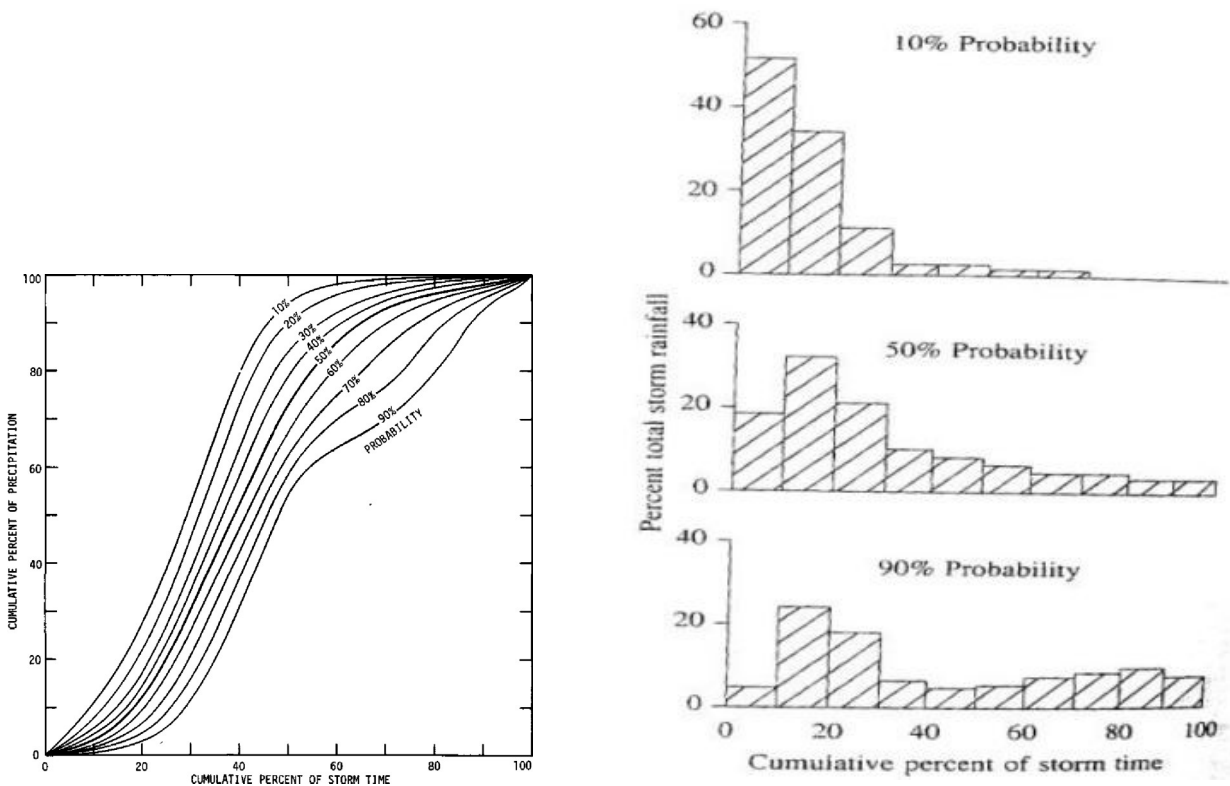 CUMULATIVE PERCENT OF PRECIPITATION
100
80
60
40
20
0
10%
20%
30%
40%
50%
60%
70%
80%
90%
PROBABILITY
0 20 40 60 80 100
CUMULATIVE PERCENT OF STORM TIME
Percent total storm rainfall
60
10% Probability
40
20
0
40
50% Probability
20
0
40
90% Probability
20
0
0 20 40 60 80 100
Cumulative percent of storm time